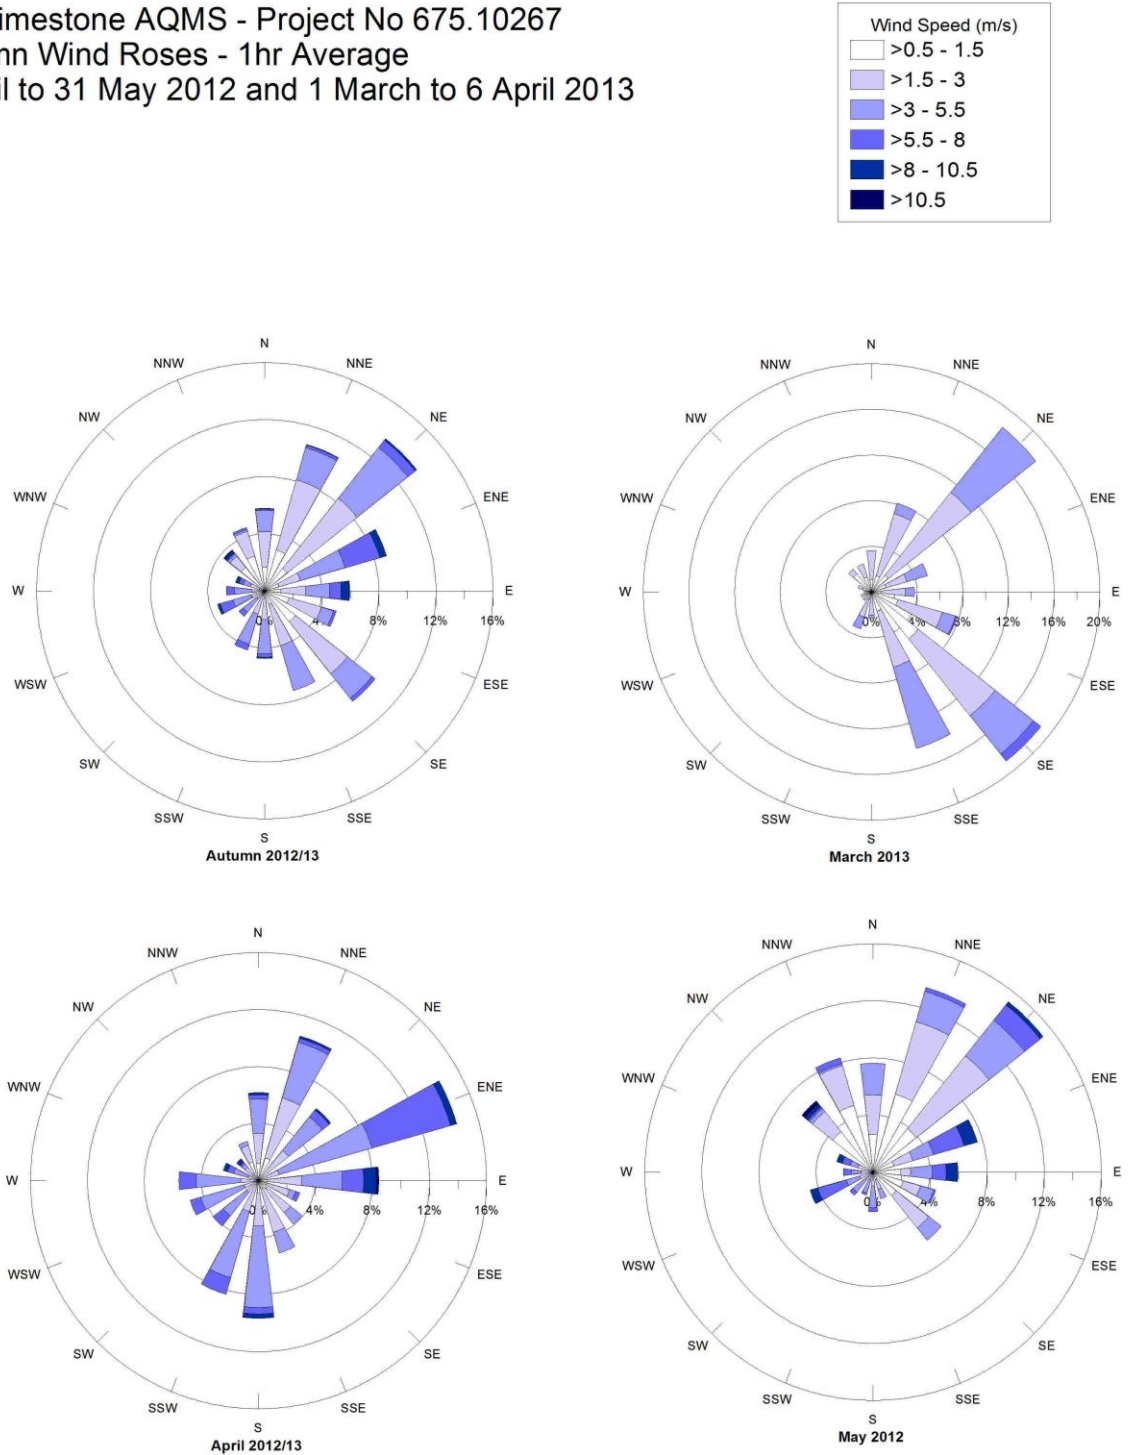 imestone AQMS - Project No 675.10267
nn Wind Roses - 1hr Average
il to 31 May 2012 and 1 March to 6 April 2013
Wind Speed (m/s)
>0.5 - 1.5
>1.5 - 3
>3 - 5.5
>5.5 - 8
>8 - 10.5
>10.5
N
NNW NNE
NW NE
WNW ENE
W E
0% 4% 8% 12% 16%
WSW ESE
SW SE
SSW SSE
S
Autumn 2012/13
N
NNW NNE
NW NE
WNW ENE
W E
0% 4% 8% 12% 16% 20%
WSW ESE
SW SE
SSW SSE
S
March 2013
N
NNW NNE
NW NE
WNW ENE
W E
0% 4% 8% 12% 16%
WSW ESE
SW SE
SSW SSE
S
April 2012/13
N
NNW NNE
NW NE
WNW ENE
W E
0% 4% 8% 12% 16%
WSW ESE
SW SE
SSW SSE
S
May 2012